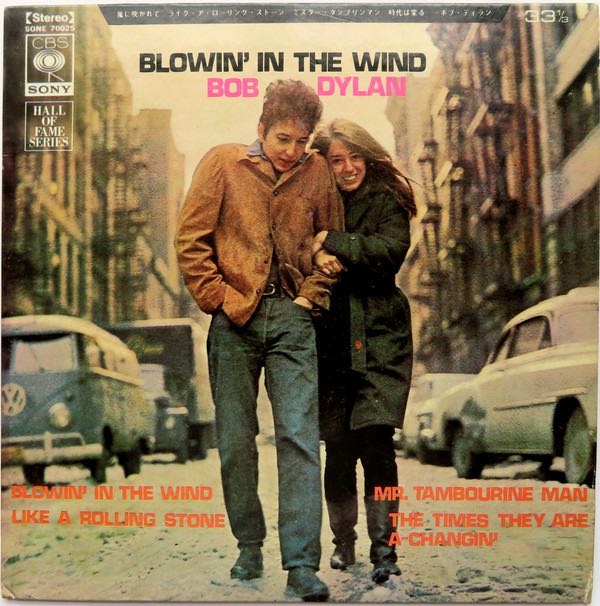 【Stereo】
SONE 70025
CBS
SONY
HALL
OF
FAME
SERIES
風に吹かれて ライク・ア・ローリング・ストーン ミスター・タンブリンマン 時代は変る ボブ・ディラン
33⅓
BLOWIN' IN THE WIND
BOB DYLAN
BLOWIN' IN THE WIND
LIKE A ROLLING STONE
MR. TAMBOURINE MAN
THE TIMES THEY ARE
A-CHANGIN'